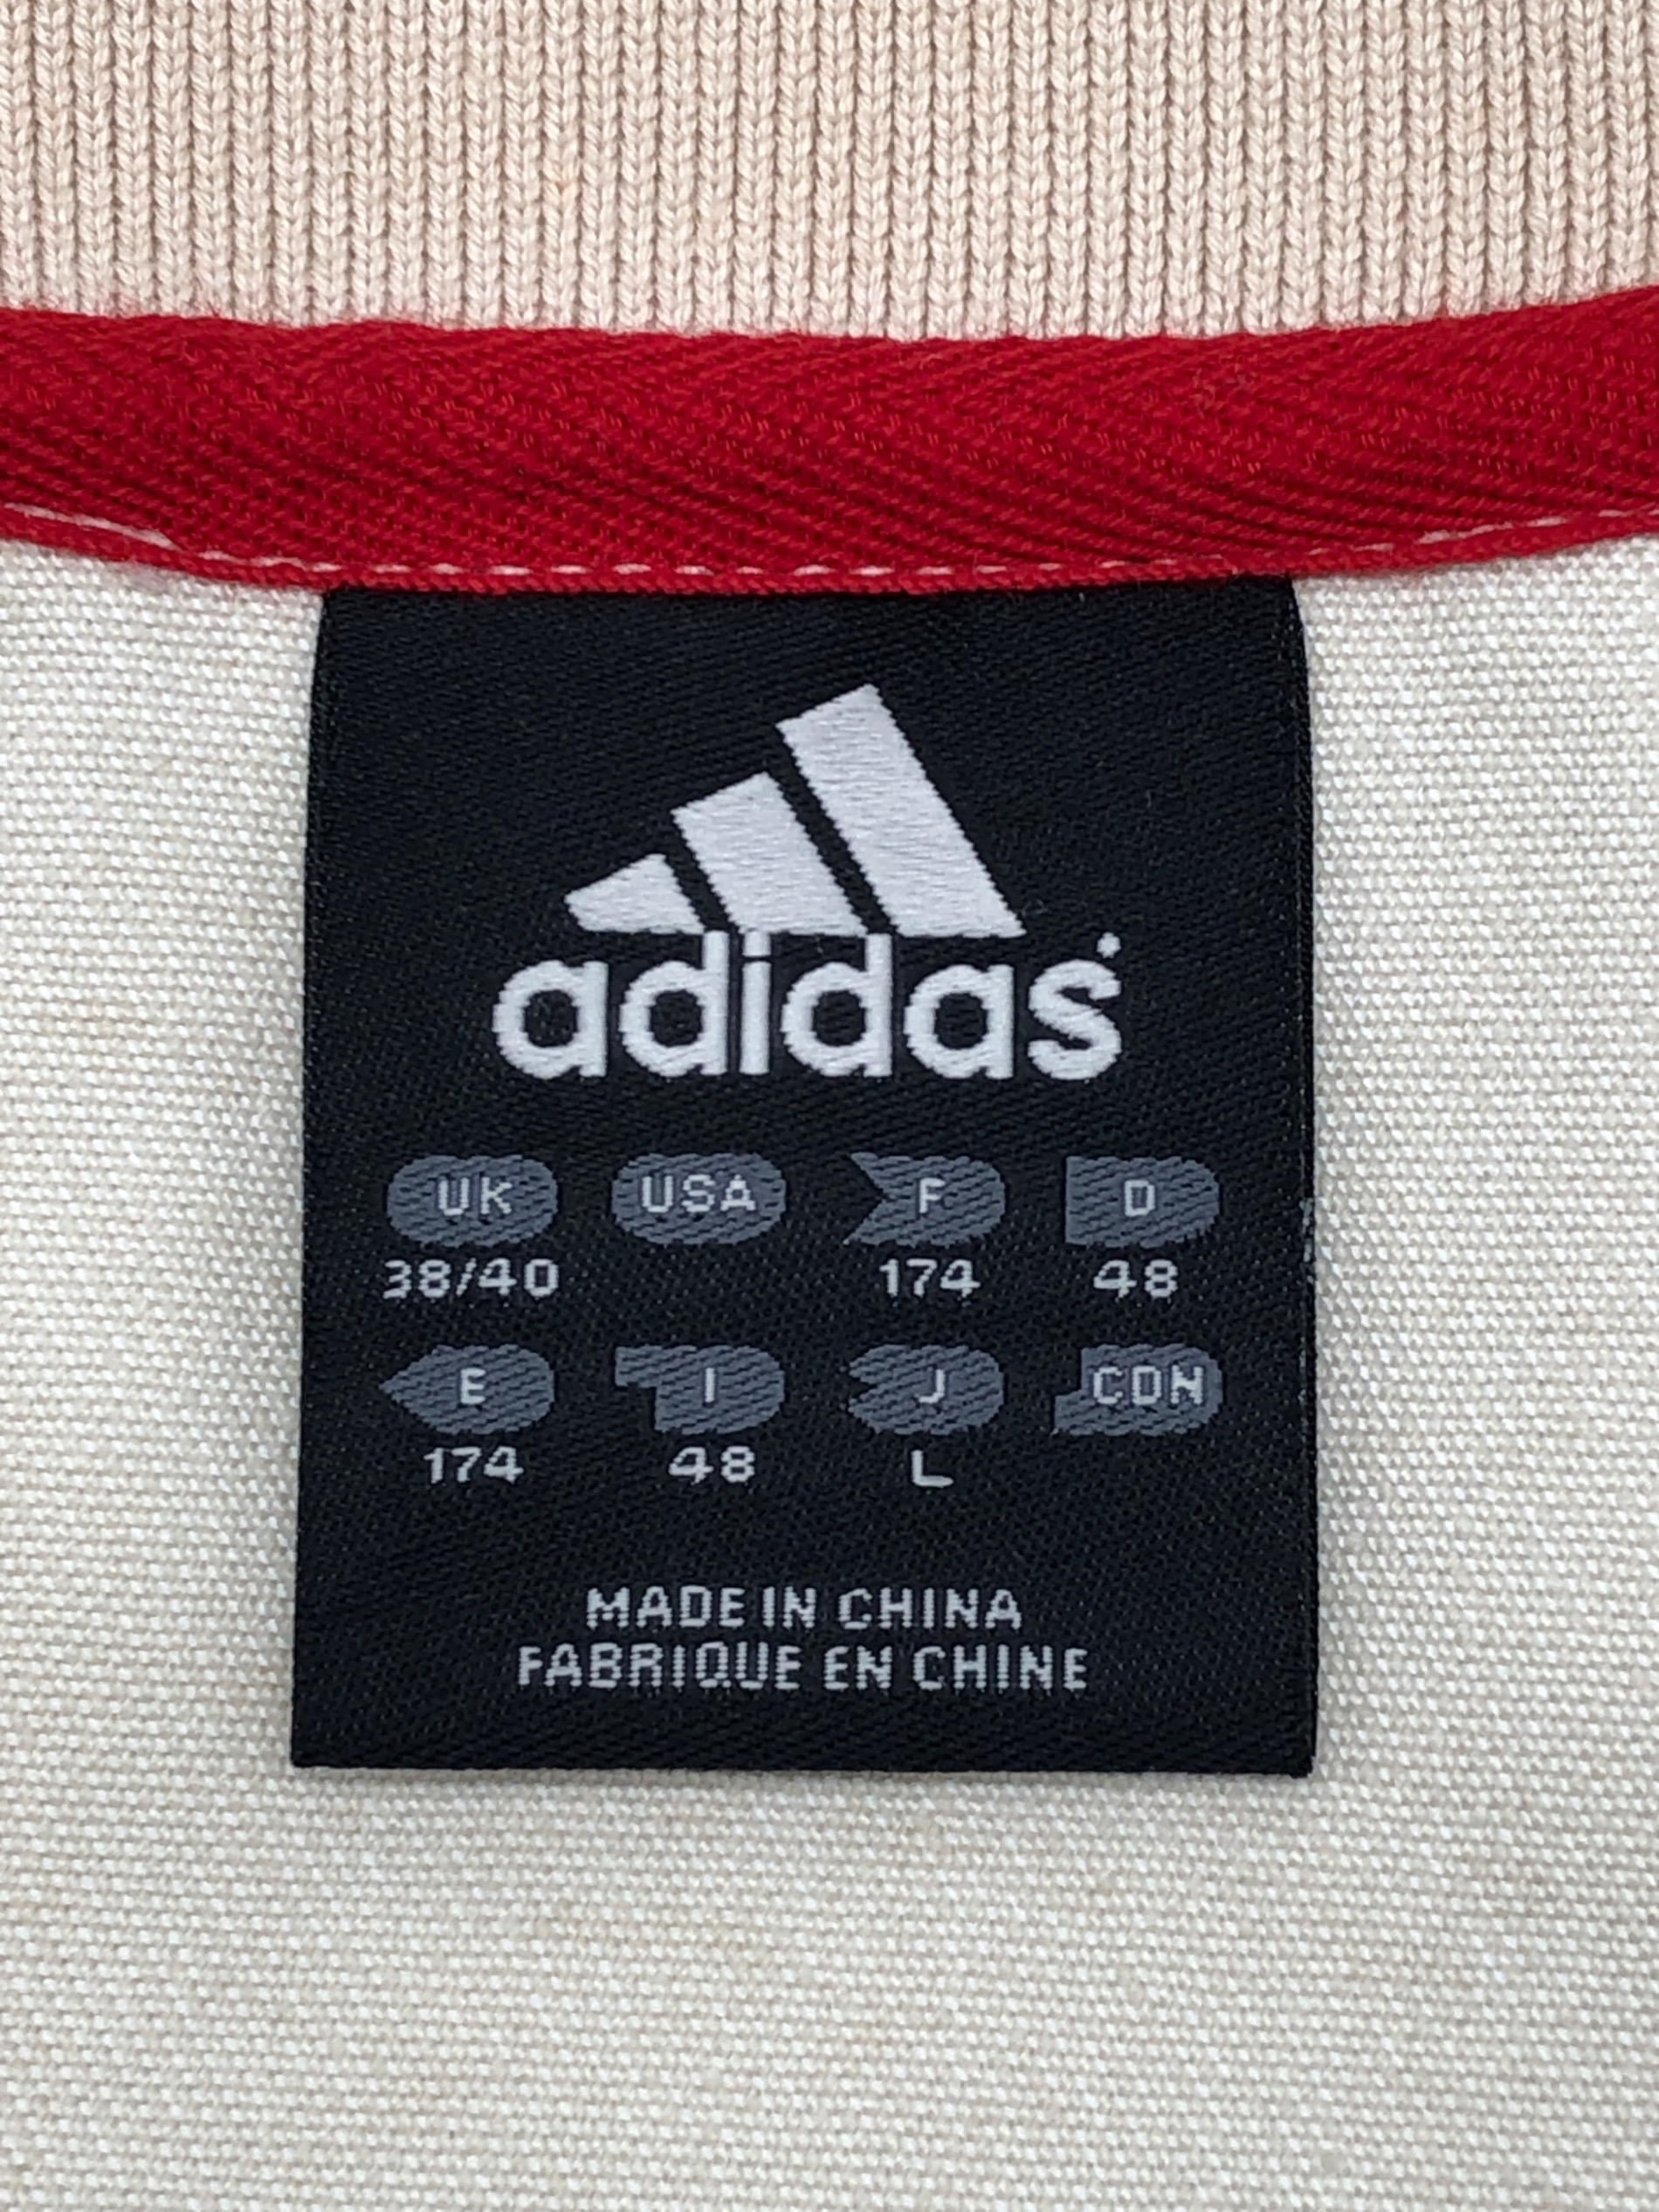 adidas
UK USA F D
38/40 174 48
E I J CDN
174 48 L
MADE IN CHINA
FABRIQUE EN CHINE